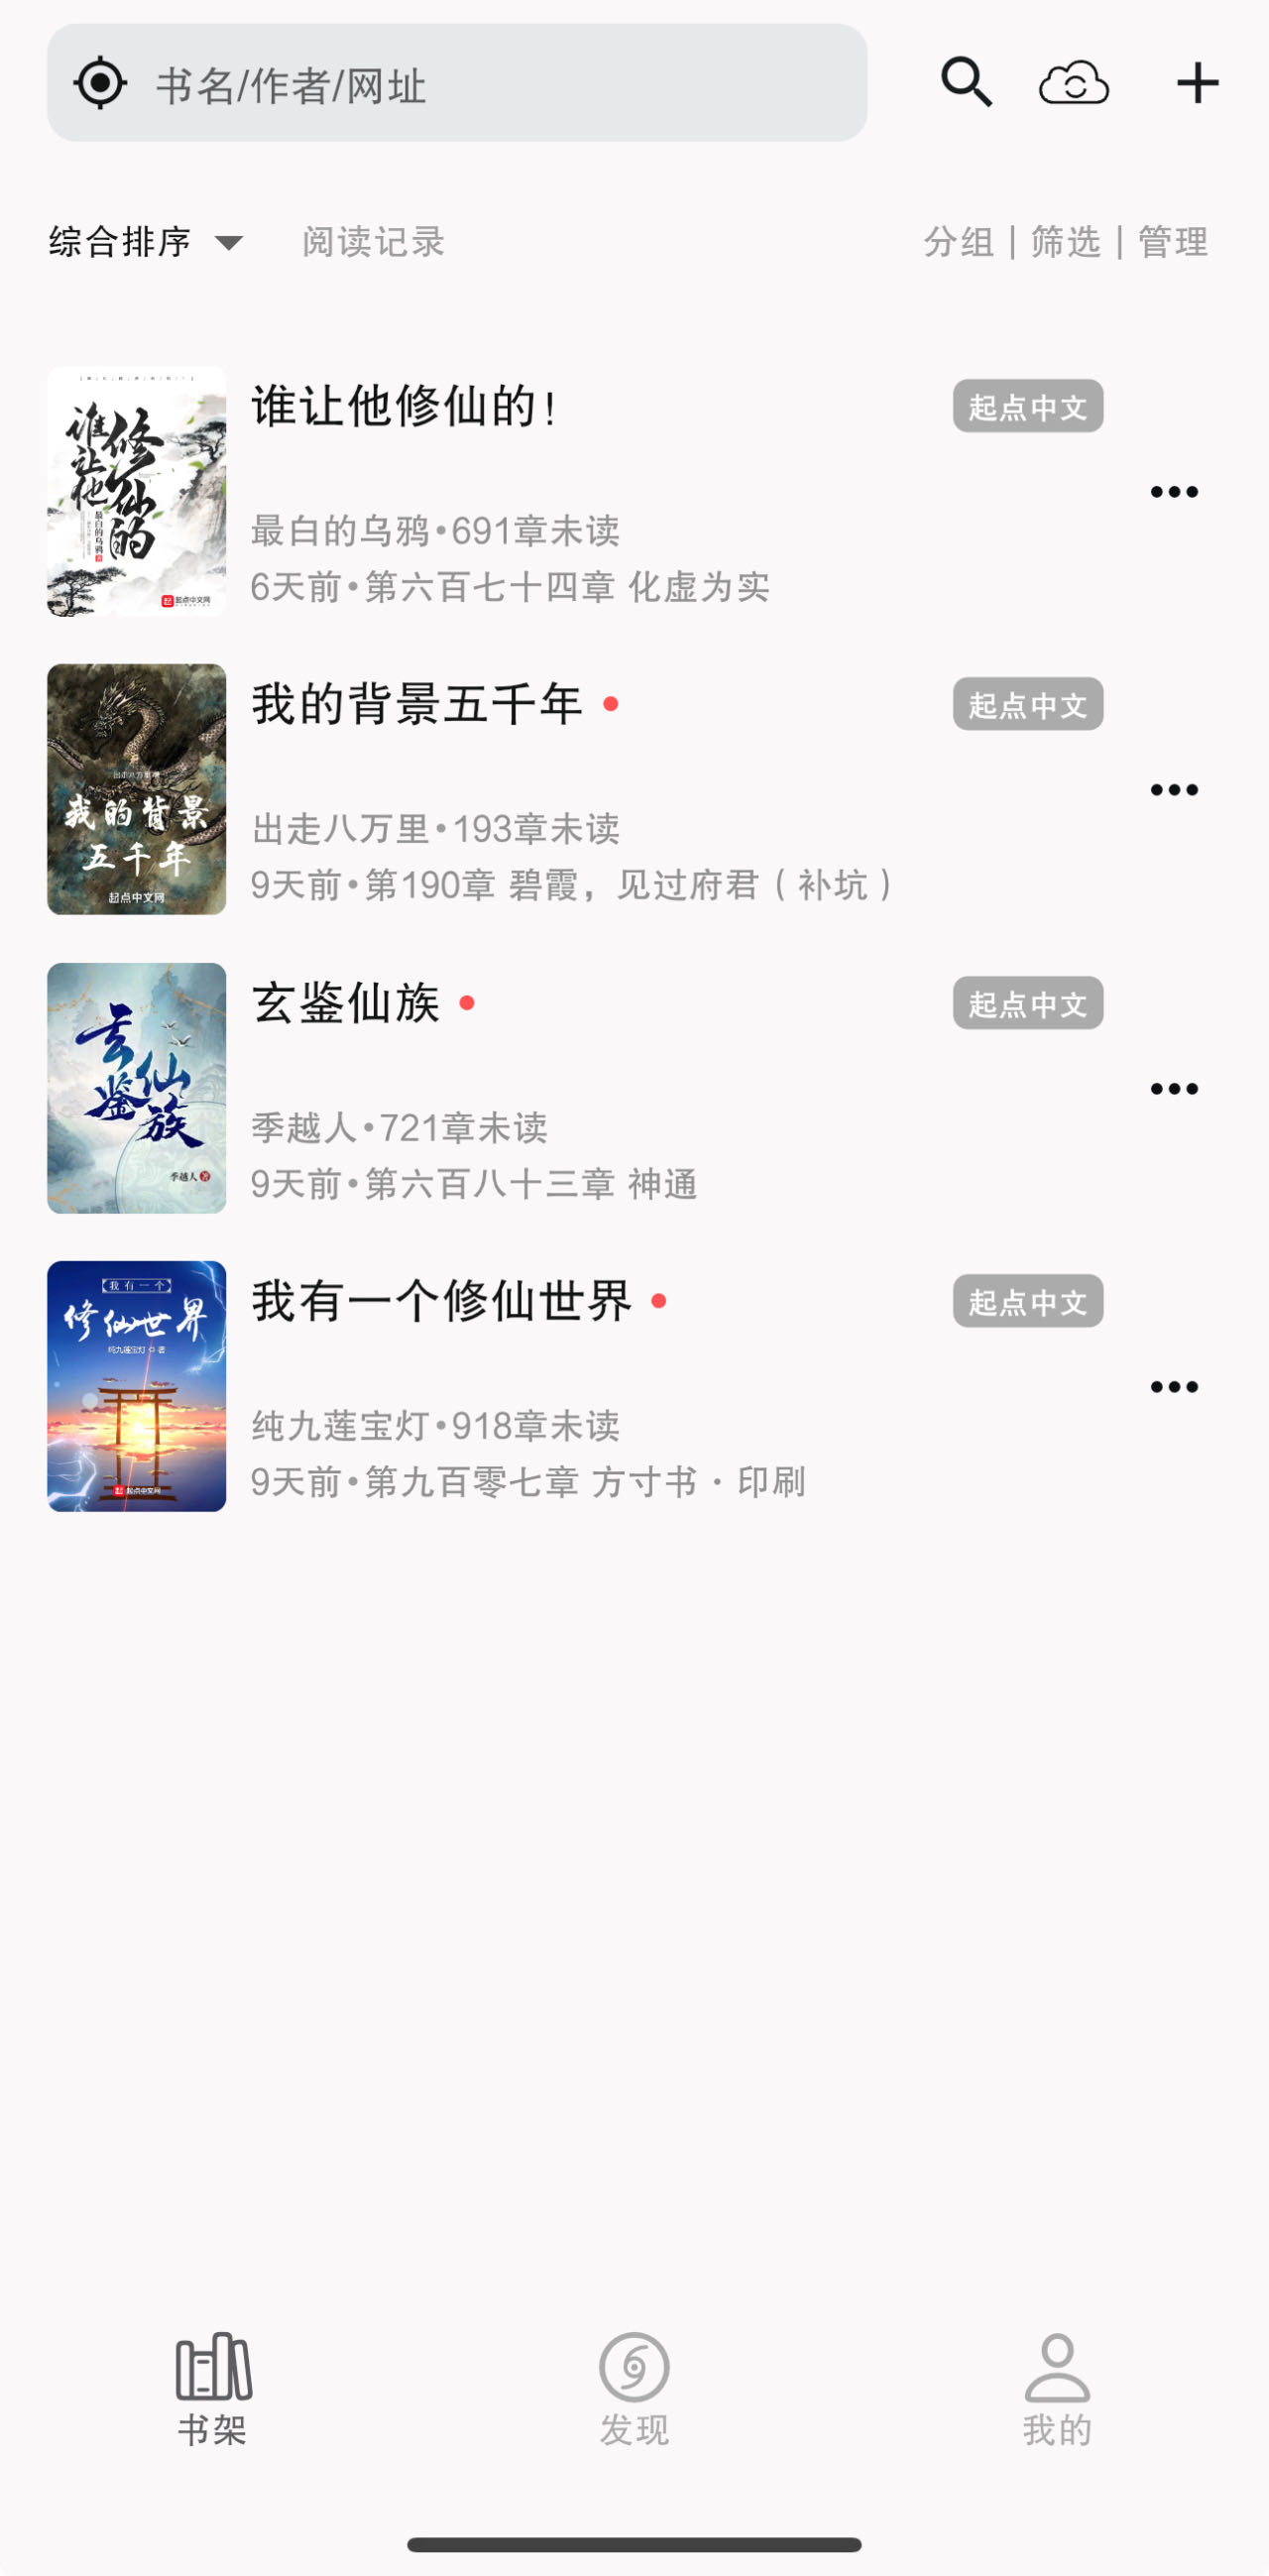 书名/作者/网址
综合排序 阅读记录 分组 | 筛选 | 管理
谁让他修仙的
最白的乌鸦 著
起点中文网
谁让他修仙的！
起点中文
最白的乌鸦•691章未读
6天前•第六百七十四章 化虚为实
出走八万里
我的背景
五千年
起点中文网
我的背景五千年
起点中文
出走八万里•193章未读
9天前•第190章 碧霞，见过府君（补坑）
玄鉴仙族
季越人 著
玄鉴仙族
起点中文
季越人•721章未读
9天前•第六百八十三章 神通
我有一个
修仙世界
纯九莲宝灯 著
起点中文网
我有一个修仙世界
起点中文
纯九莲宝灯•918章未读
9天前•第九百零七章 方寸书·印刷
书架 发现 我的